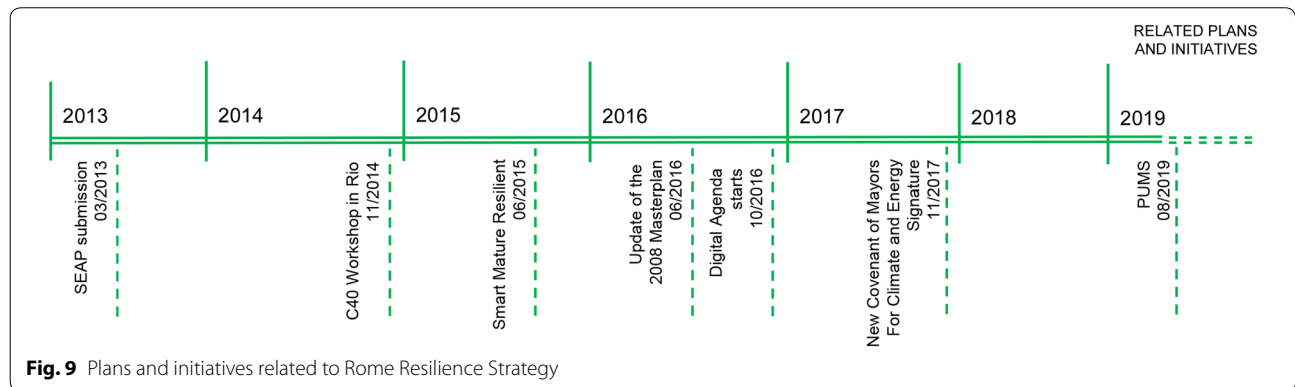 RELATED PLANS
AND INITIATIVES
2013
2014
2015
2016
2017
2018
2019
SEAP submission
03/2013
C40 Workshop in Rio
11/2014
Smart Mature Resilient
06/2015
Update of the
2008 Masterplan
06/2016
Digital Agenda
starts
10/2016
New Covenant of Mayors
For Climate and Energy
Signature
11/2017
PUMS
08/2019
Fig. 9 Plans and initiatives related to Rome Resilience Strategy